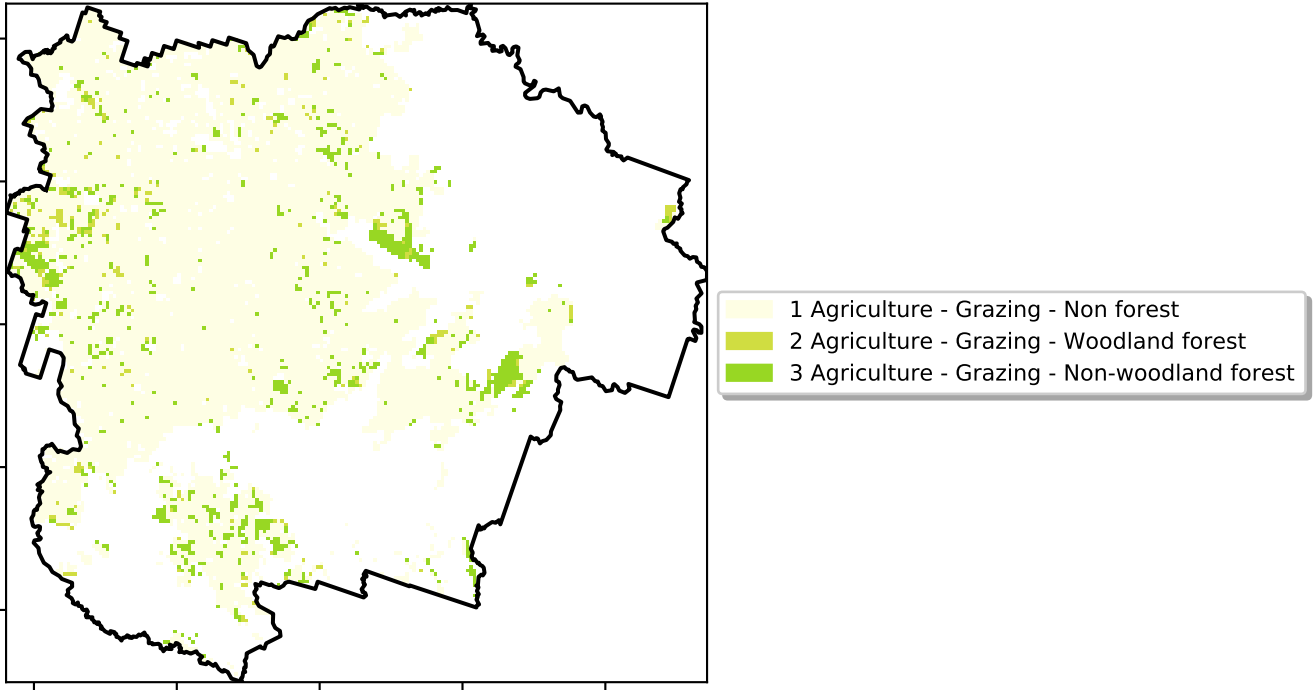 1 Agriculture - Grazing - Non forest
2 Agriculture - Grazing - Woodland forest
3 Agriculture - Grazing - Non-woodland forest